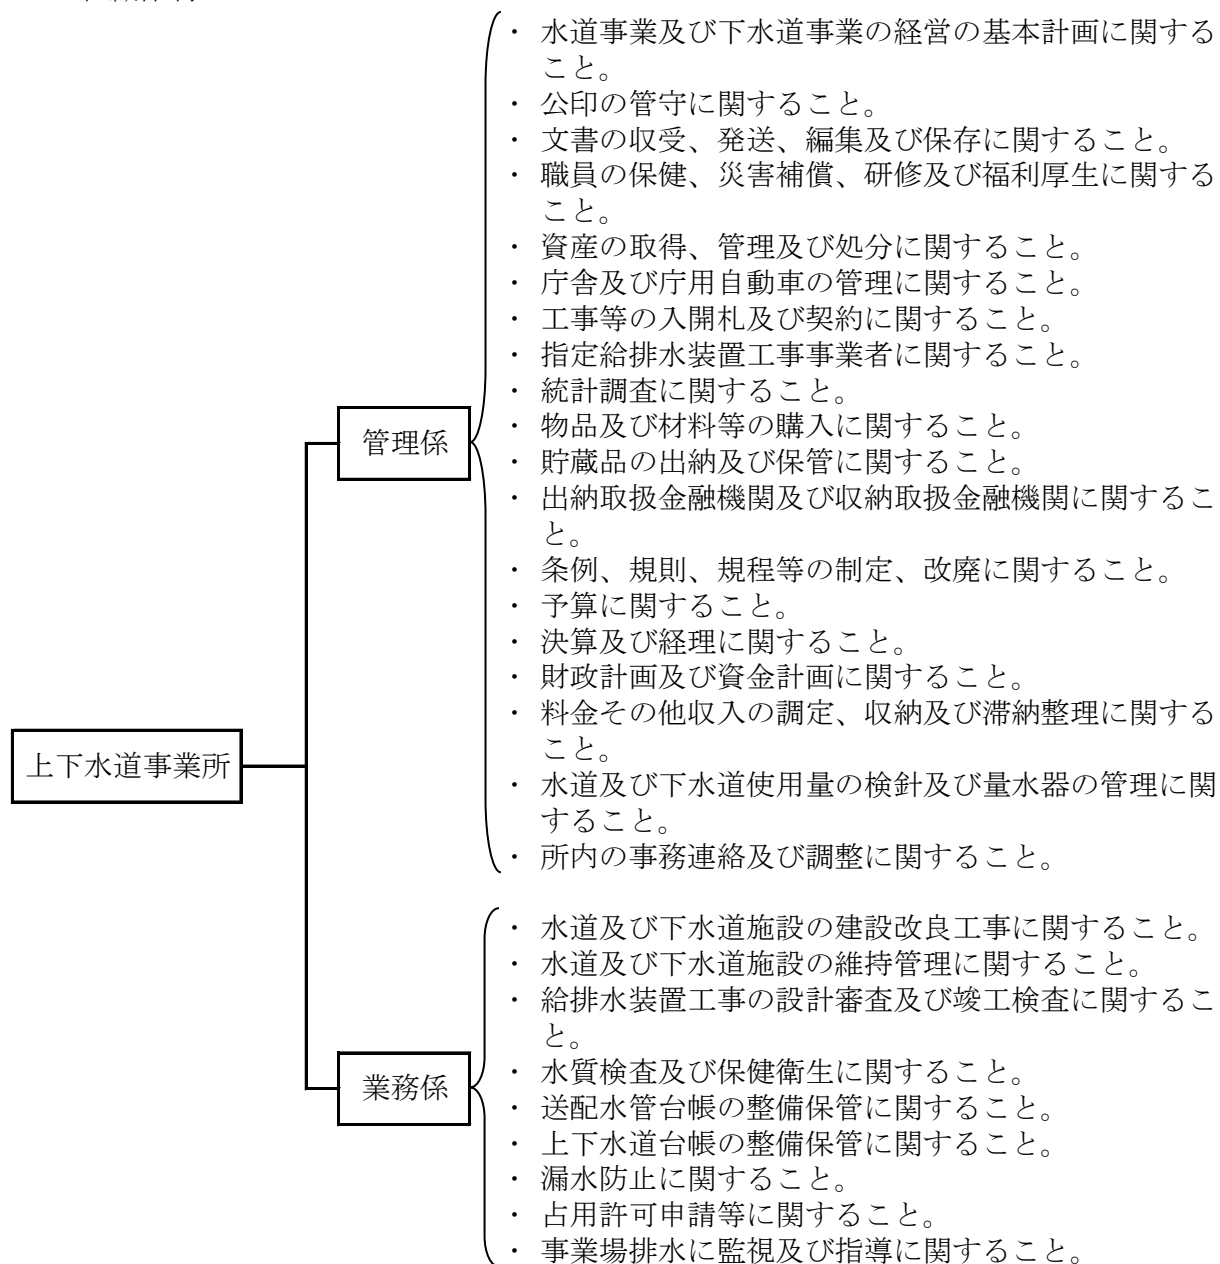 ・ 水道事業及び下水道事業の経営の基本計画に関する
こと。
・ 公印の管守に関すること。
・ 文書の収受、発送、編集及び保存に関すること。
・ 職員の保健、災害補償、研修及び福利厚生に関する
こと。
・ 資産の取得、管理及び処分に関すること。
・ 庁舎及び庁用自動車の管理に関すること。
・ 工事等の入開札及び契約に関すること。
・ 指定給排水装置工事事業者に関すること。
・ 統計調査に関すること。
・ 物品及び材料等の購入に関すること。
管理係
・ 貯蔵品の出納及び保管に関すること。
・ 出納取扱金融機関及び収納取扱金融機関に関するこ
と。
・ 条例、規則、規程等の制定、改廃に関すること。
・ 予算に関すること。
・ 決算及び経理に関すること。
・ 財政計画及び資金計画に関すること。
・ 料金その他収入の調定、収納及び滞納整理に関する
こと。
上下水道事業所
・ 水道及び下水道使用量の検針及び量水器の管理に関
すること。
・ 所内の事務連絡及び調整に関すること。
・ 水道及び下水道施設の建設改良工事に関すること。
・ 水道及び下水道施設の維持管理に関すること。
・ 給排水装置工事の設計審査及び竣工検査に関するこ
と。
・ 水質検査及び保健衛生に関すること。
業務係
・ 送配水管台帳の整備保管に関すること。
・ 上下水道台帳の整備保管に関すること。
・ 漏水防止に関すること。
・ 占用許可申請等に関すること。
・ 事業場排水に監視及び指導に関すること。